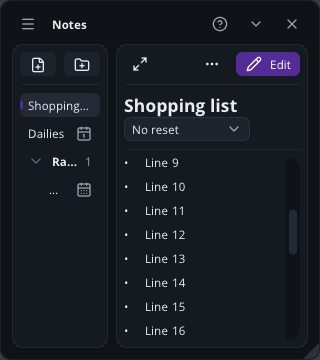 Notes
Edit
Shopping...
Dailies
Ra... 1
...
Shopping list
No reset
• Line 9
• Line 10
• Line 11
• Line 12
• Line 13
• Line 14
• Line 15
• Line 16